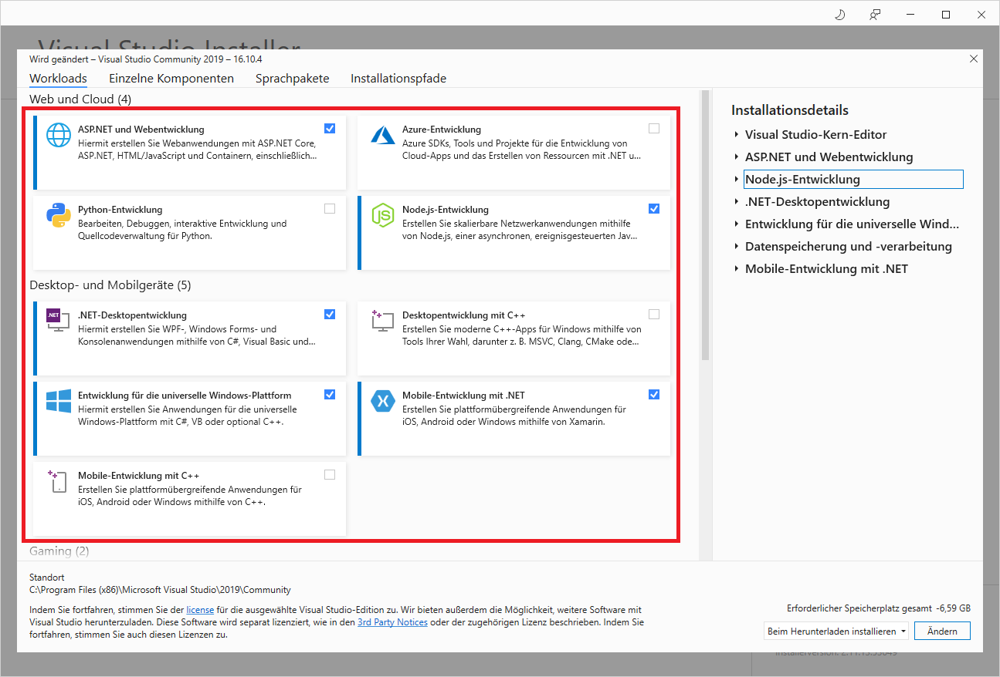 Visual Studio Installer
Wird geändert – Visual Studio Community 2019 – 16.10.4
Workloads
Einzelne Komponenten
Sprachpakete
Installationspfade
Web und Cloud (4)
ASP.NET und Webentwicklung
Hiermit erstellen Sie Webanwendungen mit ASP.NET Core,
ASP.NET, HTML/JavaScript und Containern, einschließlich...
Azure-Entwicklung
Azure SDKs, Tools und Projekte für die Entwicklung von
Cloud-Apps und das Erstellen von Ressourcen mit .NET u...
Python-Entwicklung
Bearbeiten, Debuggen, interaktive Entwicklung und
Quellcodeverwaltung für Python.
JS
Node.js-Entwicklung
Erstellen Sie skalierbare Netzwerkanwendungen mithilfe
von Node.js, einer asynchronen, ereignisgesteuerten Jav...
Desktop- und Mobilgeräte (5)
.NET
.NET-Desktopentwicklung
Hiermit erstellen Sie WPF-, Windows Forms- und
Konsolenanwendungen mithilfe von C#, Visual Basic und...
Desktopentwicklung mit C++
Erstellen Sie moderne C++-Apps für Windows mithilfe von
Tools Ihrer Wahl, darunter z. B. MSVC, Clang, CMake ode...
Entwicklung für die universelle Windows-Plattform
Hiermit erstellen Sie Anwendungen für die universelle
Windows-Plattform mit C#, VB oder optional C++.
Mobile-Entwicklung mit .NET
Erstellen Sie plattformübergreifende Anwendungen für
iOS, Android oder Windows mithilfe von Xamarin.
Mobile-Entwicklung mit C++
Erstellen Sie plattformübergreifende Anwendungen für
iOS, Android oder Windows mithilfe von C++.
Gaming (2)
Installationsdetails
Visual Studio-Kern-Editor
ASP.NET und Webentwicklung
Node.js-Entwicklung
.NET-Desktopentwicklung
Entwicklung für die universelle Wind...
Datenspeicherung und -verarbeitung
Mobile-Entwicklung mit .NET
Standort
C:\Program Files (x86)\Microsoft Visual Studio\2019\Community
Indem Sie fortfahren, stimmen Sie der license für die ausgewählte Visual Studio-Edition zu. Wir bieten außerdem die Möglichkeit, weitere Software mit
Visual Studio herunterzuladen. Diese Software wird separat lizenziert, wie in den 3rd Party Notices oder der zugehörigen Lizenz beschrieben. Indem Sie
fortfahren, stimmen Sie auch diesen Lizenzen zu.
Erforderlicher Speicherplatz gesamt -6,59 GB
Beim Herunterladen installieren
Ändern